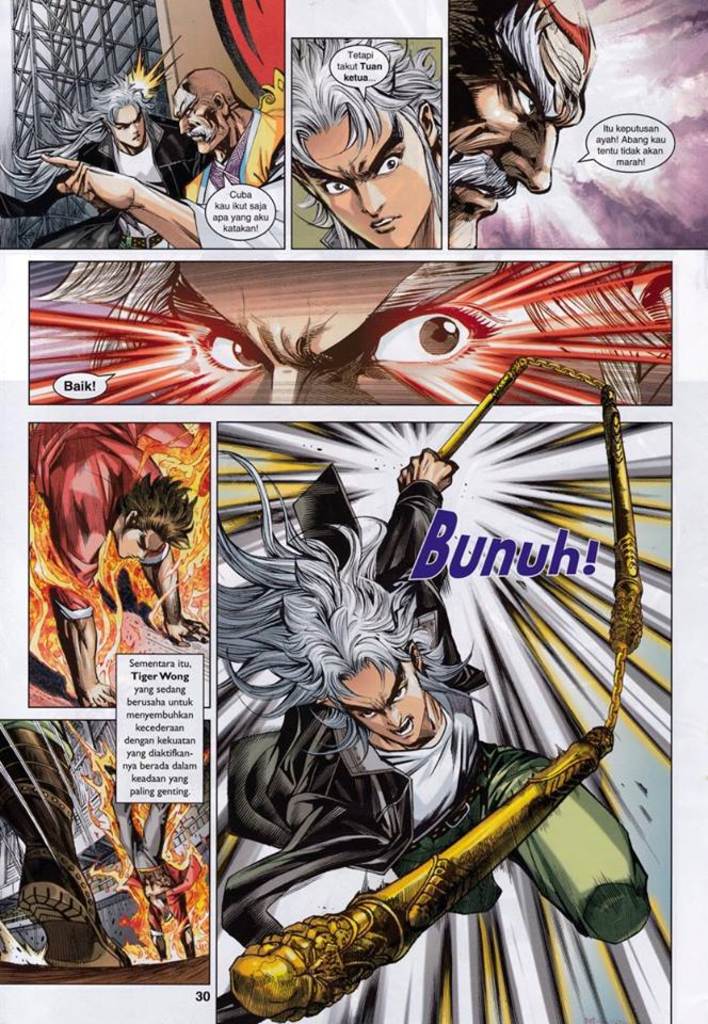 Cuba
kau ikut saja
apa yang aku
katakan!
Tetapi
takut Tuan
ketua...
Itu keputusan
ayah! Abang kau
tentu tidak akan
marah!
Baik!
Sementara itu,
Tiger Wong
yang sedang
berusaha untuk
menyembuhkan
kecederaan
dengan kekuatan
yang diaktifkan-
nya berada dalam
keadaan yang
paling genting.
Bunuh!
30